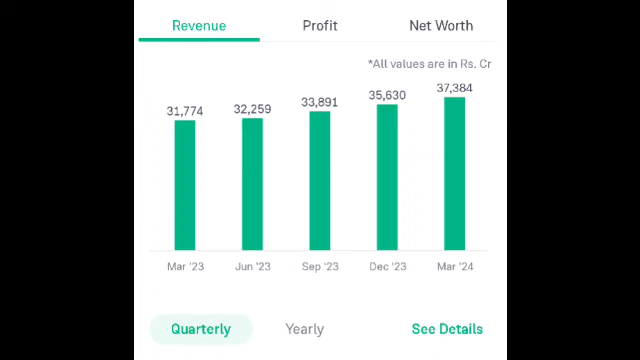 Revenue Profit Net Worth
*All values are in Rs. Cr
31,774 32,259 33,891 35,630 37,384
Mar '23 Jun '23 Sep '23 Dec '23 Mar '24
Quarterly Yearly See Details